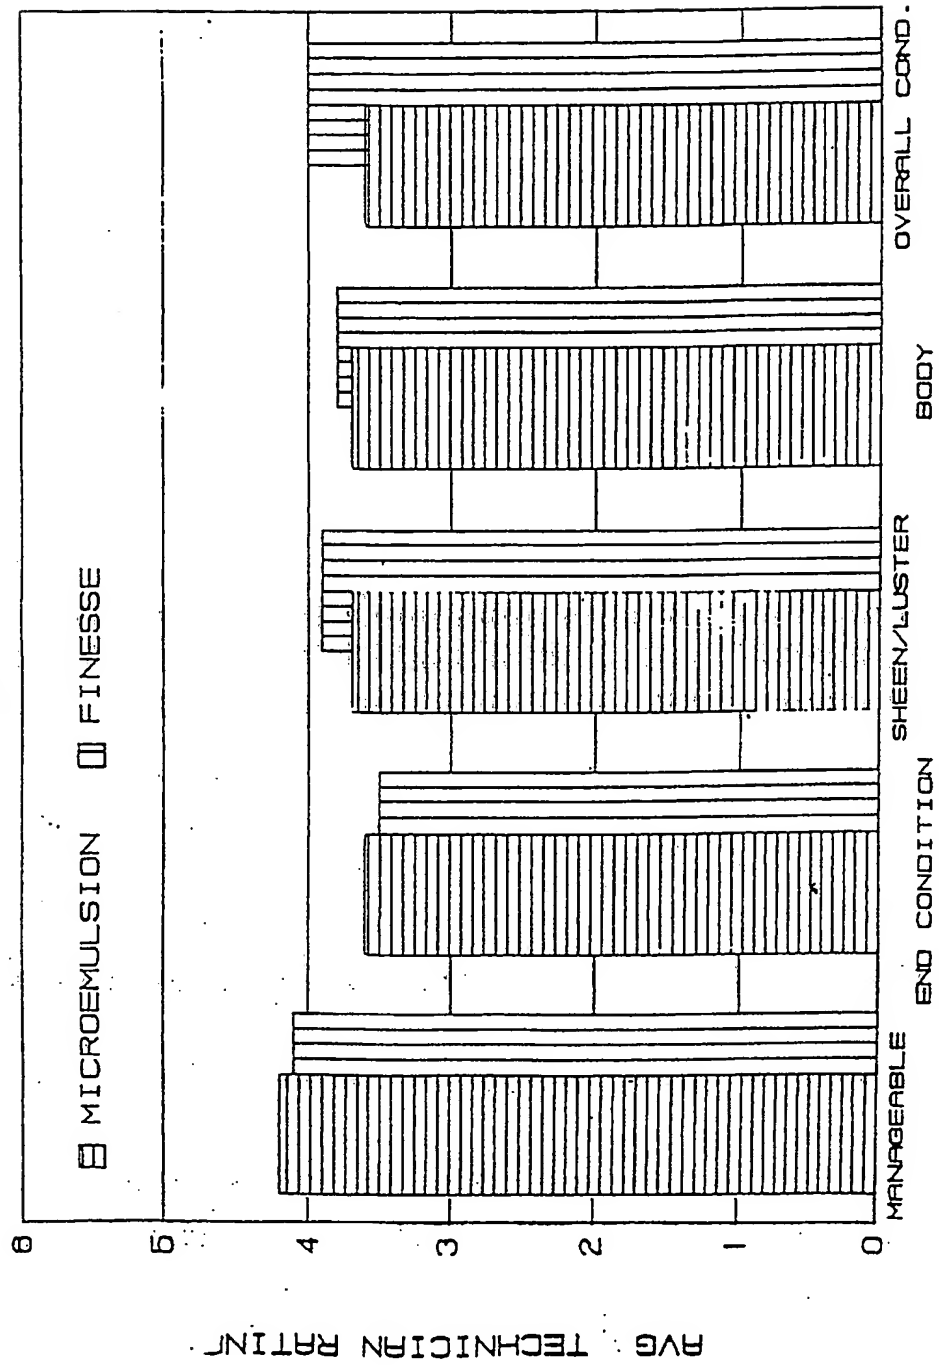 MICROEMULSION FINESSE
6
5
4
3
2
1
0
AVG. TECHNICIAN
MANAGEABLE
END CONDITION
SHEEN/LUSTER
BODY
OVERALL COND.